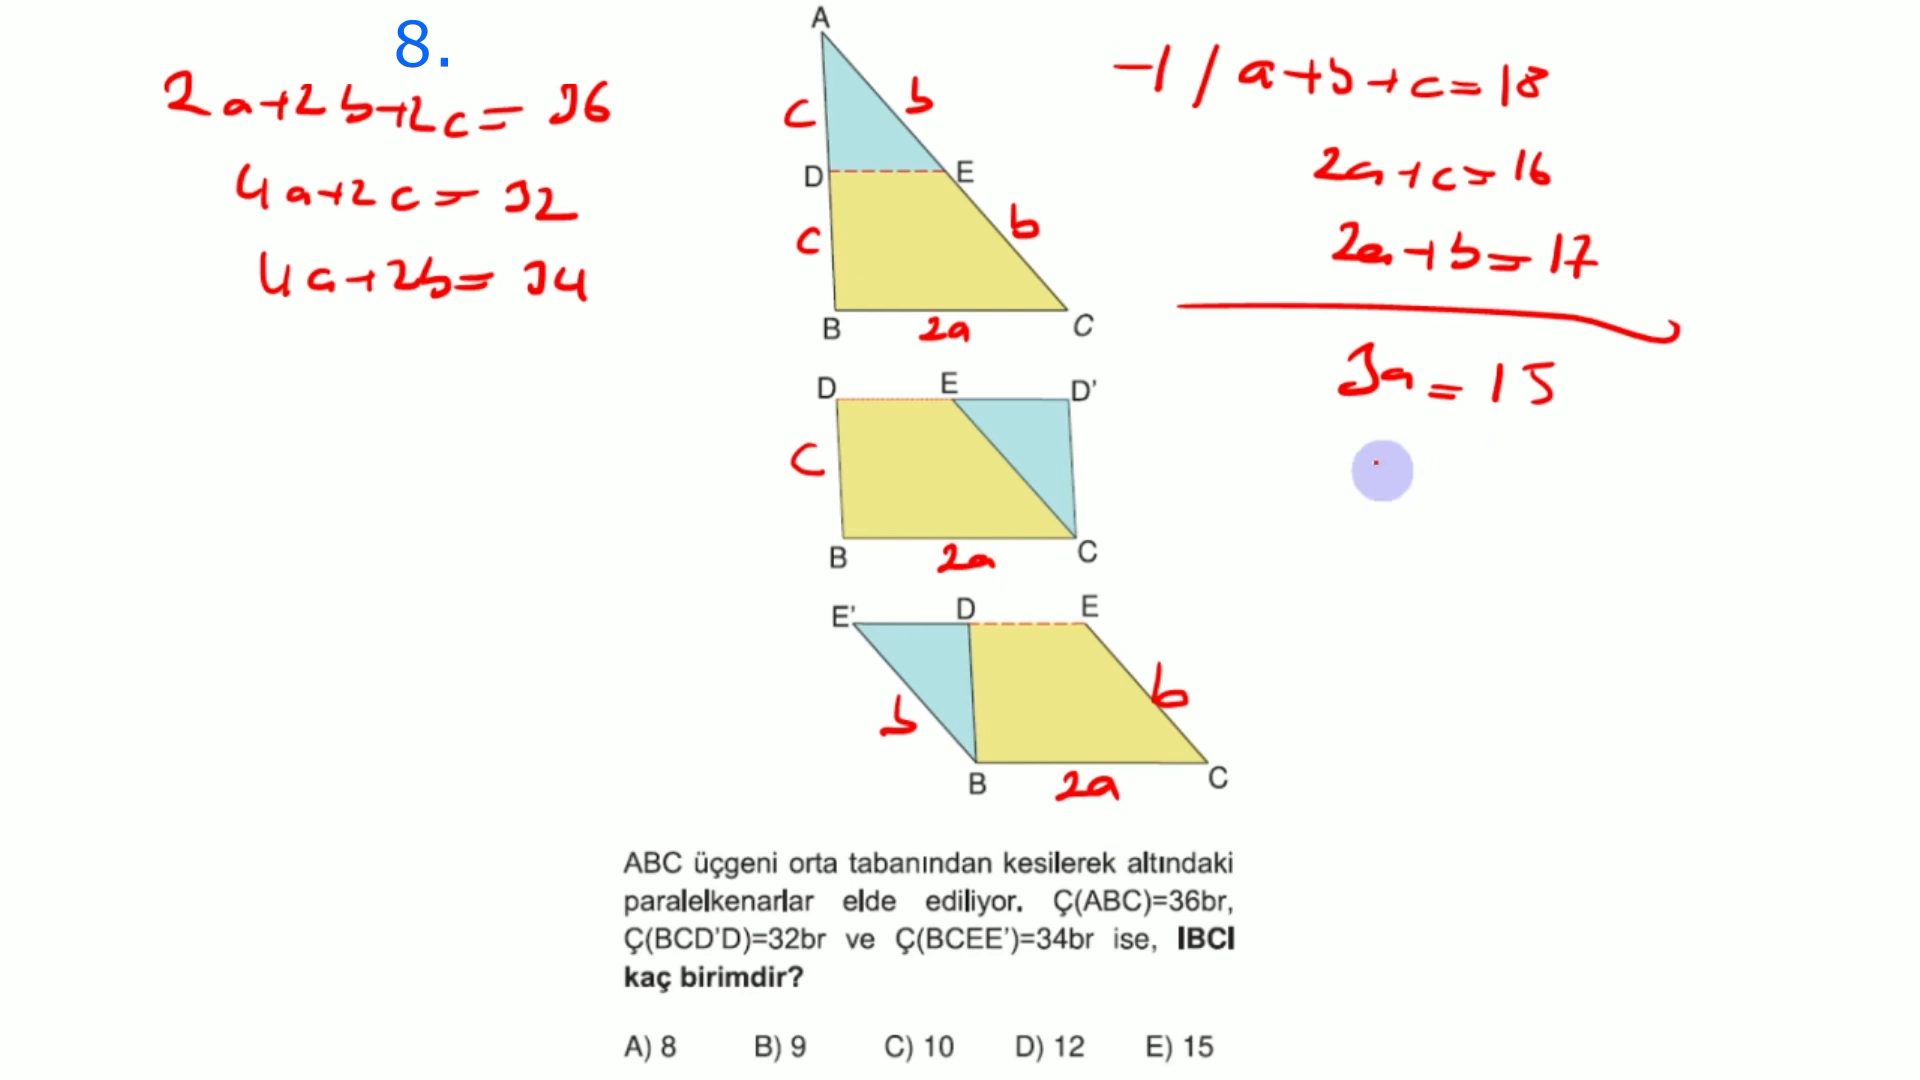 8.
2a+2b+2c=36
4a+2c=32
4a+2b=34
A
c
b
D
E
c
b
B
2a
C
D
E
D'
c
B
2a
C
E'
D
E
b
b
B
2a
C
-1 / a+b+c=18
2a+c=16
2a+b=17
3a=15
ABC üçgeni orta tabanından kesilerek altındaki
paralelkenarlar elde ediliyor. Ç(ABC)=36br,
Ç(BCD'D)=32br ve Ç(BCEE')=34br ise, IBCI
kaç birimdir?
A) 8 B) 9 C) 10 D) 12 E) 15